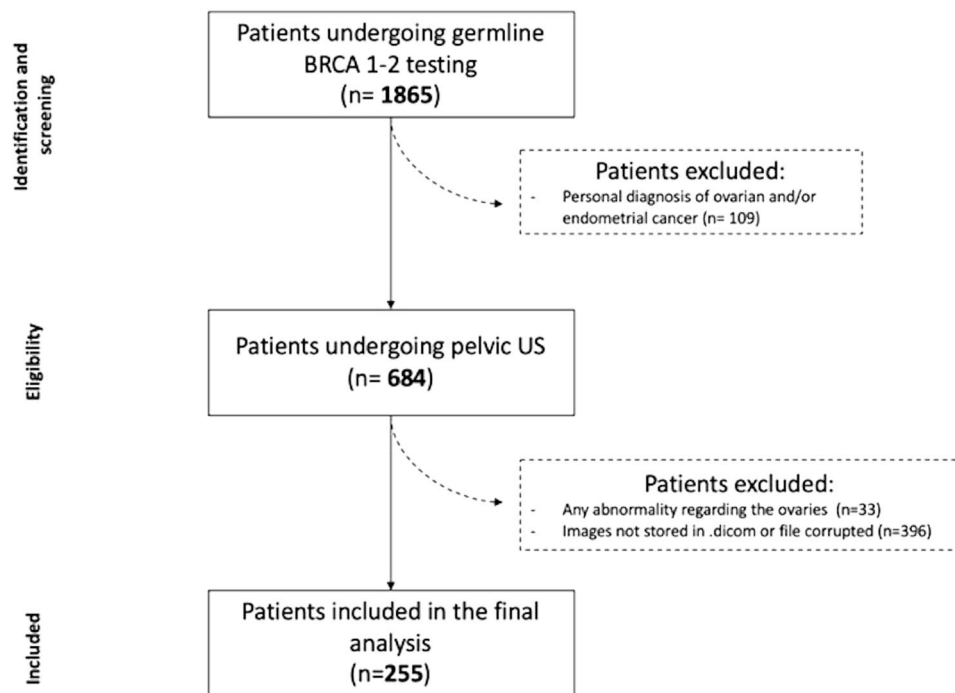 Identification and
screening
Patients undergoing germline
BRCA 1-2 testing
(n= 1865)
Patients excluded:
- Personal diagnosis of ovarian and/or
endometrial cancer (n= 109)
Eligibility
Patients undergoing pelvic US
(n= 684)
Patients excluded:
- Any abnormality regarding the ovaries (n=33)
- Images not stored in .dicom or file corrupted (n=396)
Included
Patients included in the final
analysis
(n=255)